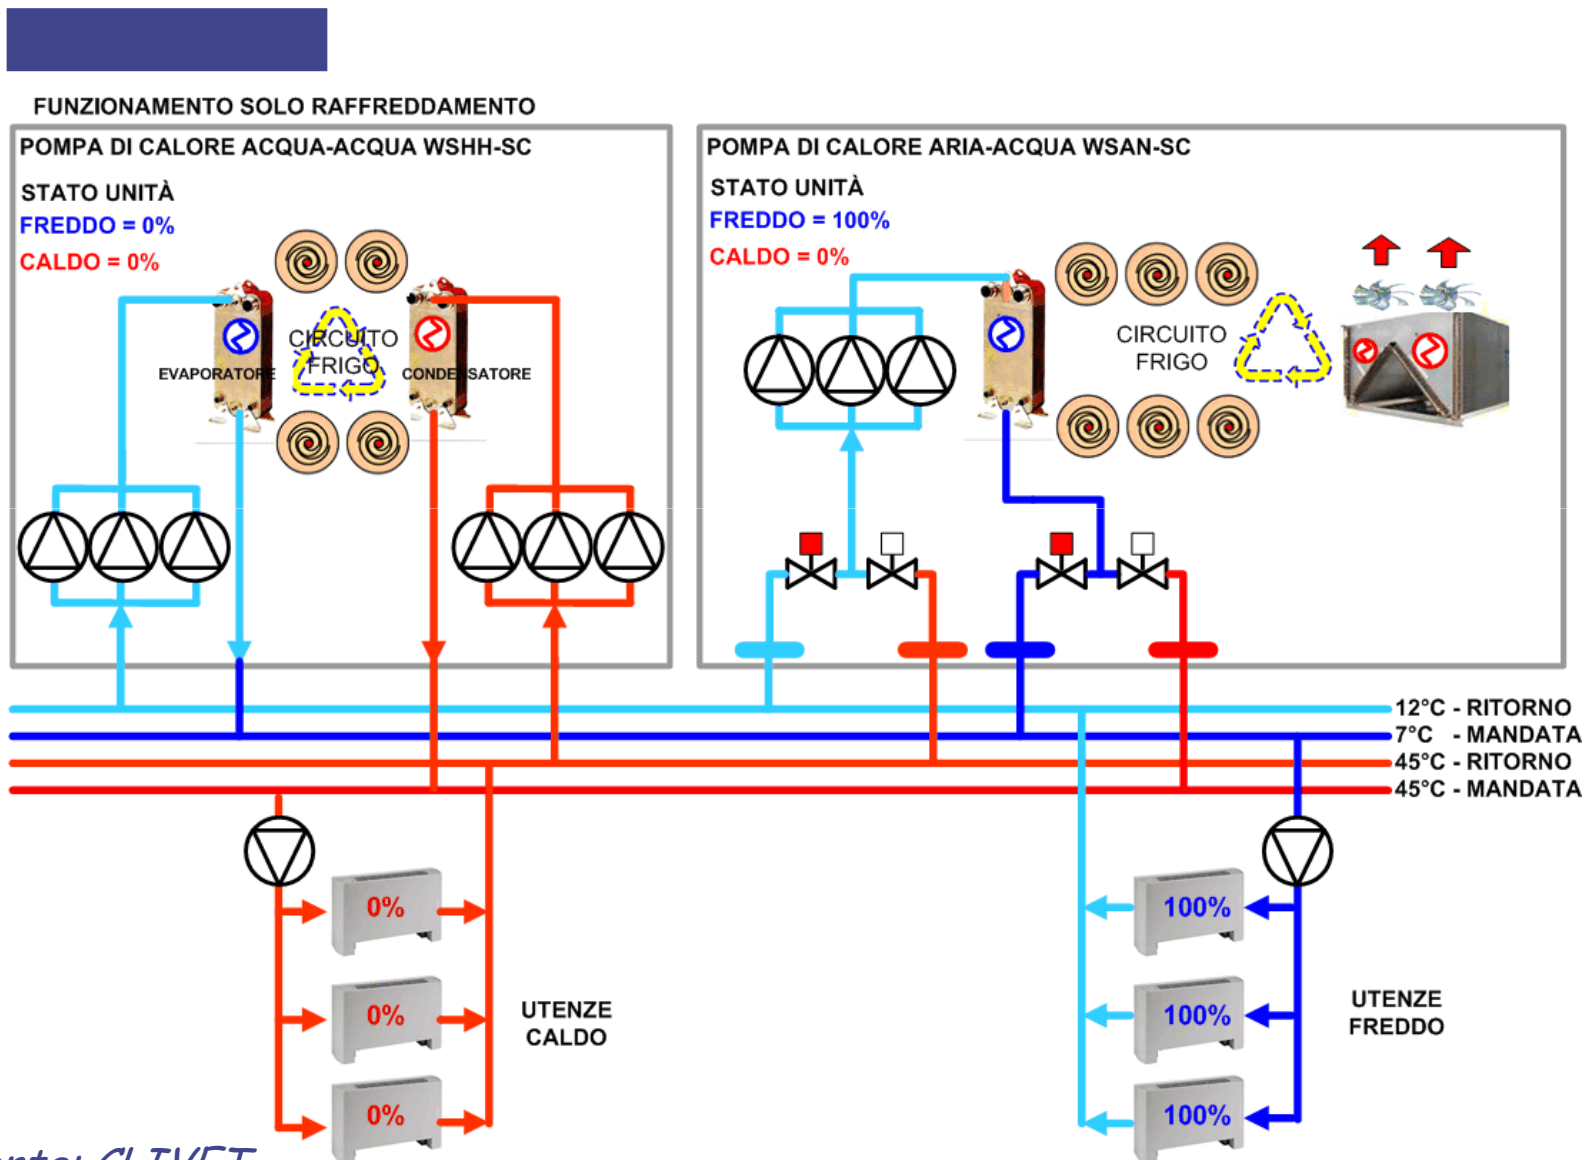 FUNZIONAMENTO SOLO RAFFREDDAMENTO
POMPA DI CALORE ACQUA-ACQUA WSHH-SC
STATO UNITÀ
FREDDO = 0%
CALDO = 0%
EVAPORATORE
CIRCUITO
FRIGO
CONDENSATORE
POMPA DI CALORE ARIA-ACQUA WSAN-SC
STATO UNITÀ
FREDDO = 100%
CALDO = 0%
CIRCUITO
FRIGO
12°C - RITORNO
7°C - MANDATA
45°C - RITORNO
45°C - MANDATA
0%
0%
0%
UTENZE
CALDO
100%
100%
100%
UTENZE
FREDDO
CLIVET